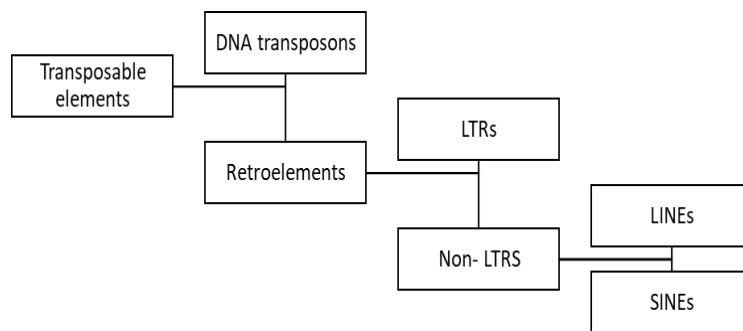 DNA transposons
Transposable
elements
LTRs
Retroelements
LINEs
Non- LTRS
SINEs